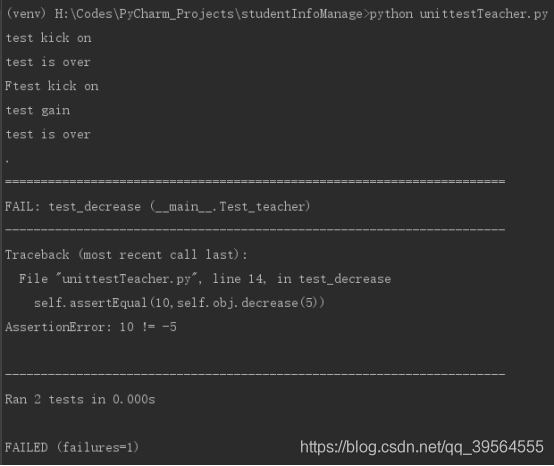 (venv) H:\Codes\PyCharm_Projects\studentInfoManage>python unittestTeacher.py
test kick on
test is over
Ftest kick on
test gain
test is over
.
======================================================================
FAIL: test_decrease (__main__.Test_teacher)
----------------------------------------------------------------------
Traceback (most recent call last):
  File "unittestTeacher.py", line 14, in test_decrease
    self.assertEqual(10,self.obj.decrease(5))
AssertionError: 10 != -5
----------------------------------------------------------------------
Ran 2 tests in 0.000s
FAILED (failures=1)
https://blog.csdn.net/qq_39564555